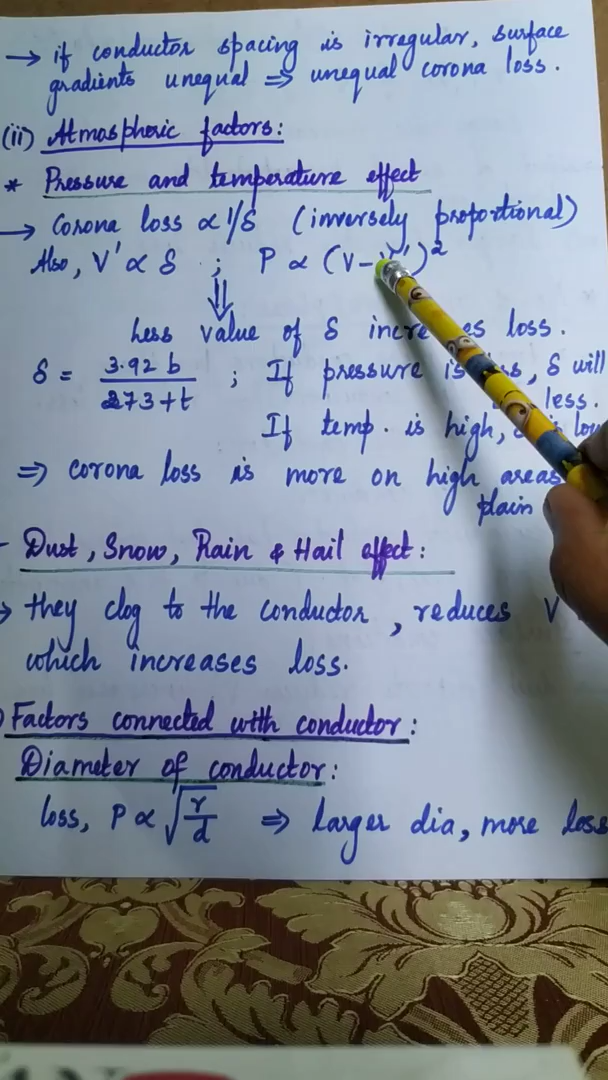 → if conductor spacing is irregular, surface
gradients unequal ⇒ unequal corona loss.
(ii) Atmospheric factors:
* Pressure and temperature effect
→ Corona loss ∝ 1/δ (inversely proportional)
Also, V' ∝ δ ; P ∝ (V-V')²
⇓
Less value of δ increases loss.
δ = 3.92 b / 273+t ; If pressure is less, δ will
less.
If temp. is high, is low
⇒ corona loss is more on high areas
plain
- Dust, Snow, Rain & Hail effect:
→ they clog to the conductor, reduces V
which increases loss.
) Factors connected with conductor:
Diameter of conductor:
loss, P ∝ √(r/d) ⇒ larger dia, more loss